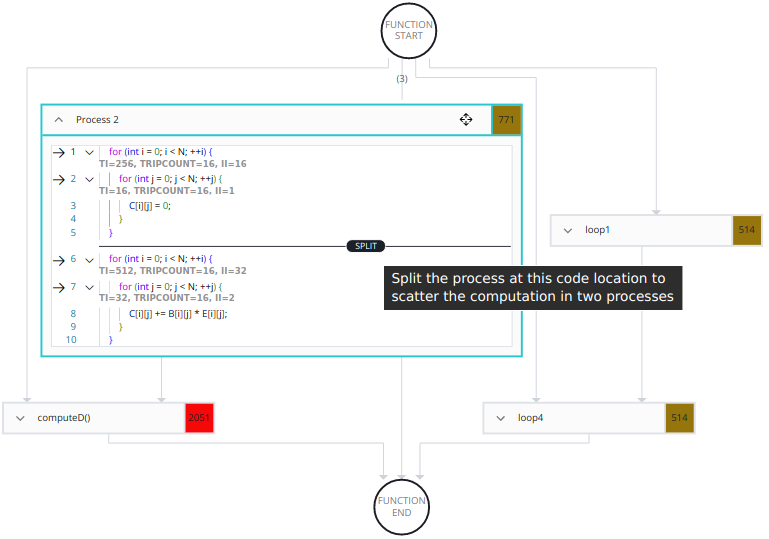 FUNCTION
START
(3)
Process 2
771
1 for (int i = 0; i < N; ++i) {
TI=256, TRIPCOUNT=16, II=16
2 for (int j = 0; j < N; ++j) {
TI=16, TRIPCOUNT=16, II=1
3 C[i][j] = 0;
4 }
5 }
SPLIT
6 for (int i = 0; i < N; ++i) {
TI=512, TRIPCOUNT=16, II=32
7 for (int j = 0; j < N; ++j) {
TI=32, TRIPCOUNT=16, II=2
8 C[i][j] += B[i][j] * E[i][j];
9 }
10 }
loop1
514
Split the process at this code location to
scatter the computation in two processes
computeD()
2051
loop4
514
FUNCTION
END